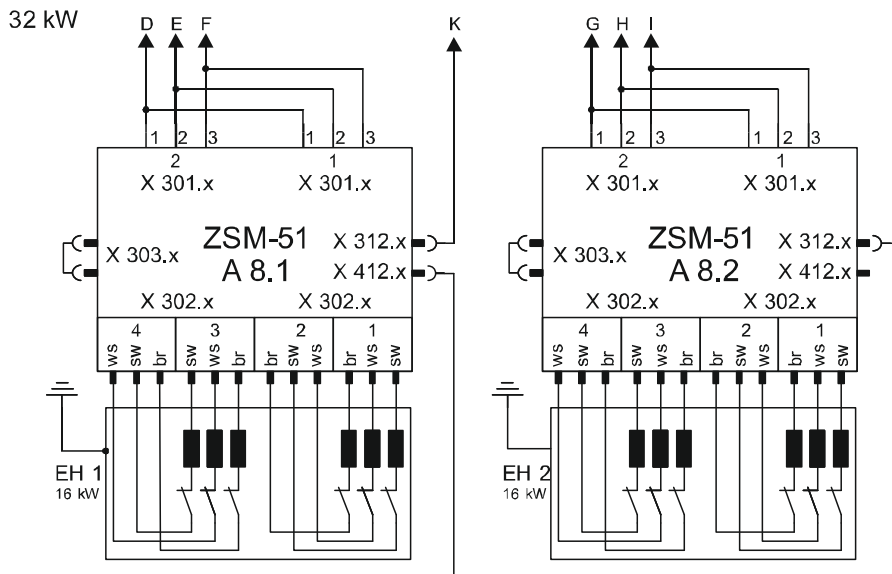 32 kW
D E F K G H I
1 2 3 1 2 3 1 2 3 1 2 3
2 1 2 1
X 301.x X 301.x X 301.x X 301.x
ZSM-51 X 312.x ZSM-51 X 312.x
X 303.x X 303.x
A 8.1 X 412.x A 8.2 X 412.x
X 302.x X 302.x X 302.x X 302.x
4 3 2 1 4 3 2 1
ws sw br sw ws br br sw ws br ws sw ws sw br sw ws br br sw ws br ws sw
EH 1 EH 2
16 kW 16 kW